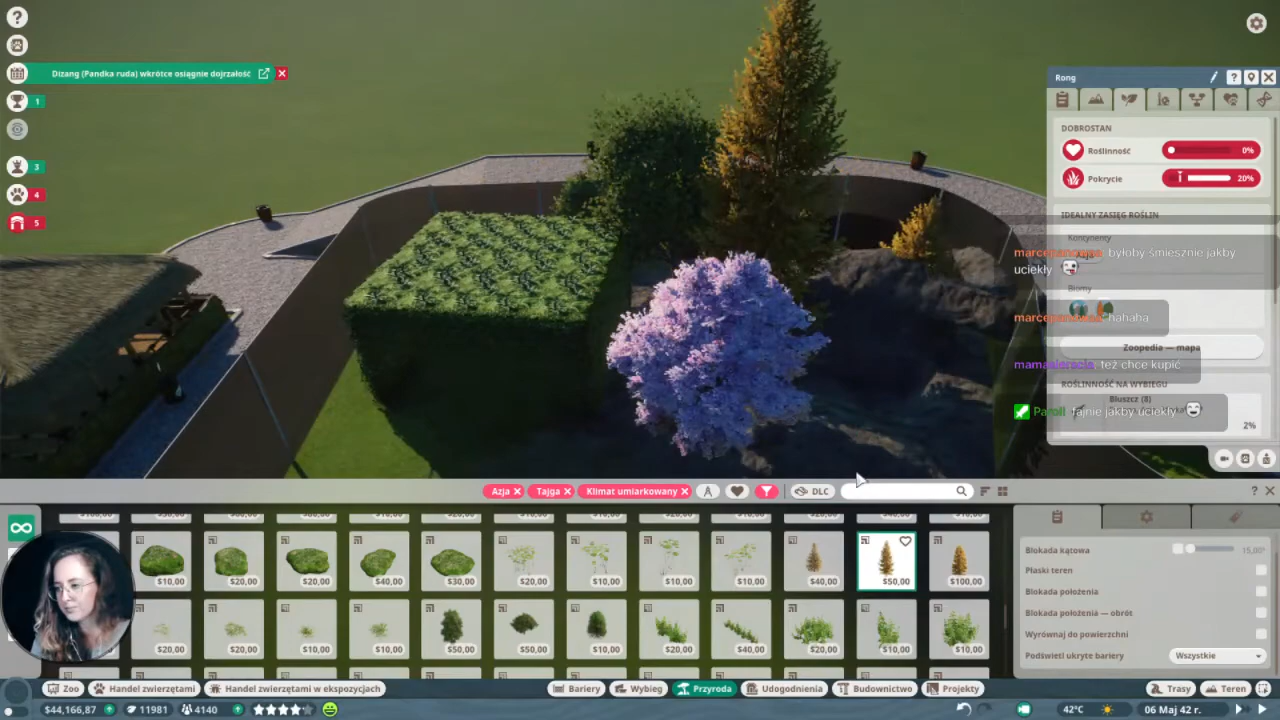 ?
Dizang (Pandka ruda) wkrótce osiągnie dojrzałość
1
3
4
5
Rong
?
DOBROSTAN
Roślinność 0%
Pokrycie 20%
IDEALNY ZASIĘG ROŚLIN
Kontynenty
byłoby śmiesznie jakby
uciekły
Biomy
hahaha
Zoopedia — mapa
też chce kupić
ROŚLINNOŚĆ NA WYBIEGU
Bluszcz (8)
Paroll fajnie jakby uciekły
2%
Azja Tajga Klimat umiarkowany DLC
?
$10,00 $20,00 $20,00 $40,00 $30,00 $20,00 $10,00 $10,00 $10,00 $40,00 $50,00 $100,00
$20,00 $20,00 $10,00 $10,00 $50,00 $50,00 $10,00 $20,00 $40,00 $20,00 $10,00 $10,00
Blokada kątowa 15,00°
Płaski teren
Blokada położenia
Blokada położenia — obrót
Wyrównaj do powierzchni
Podświetl ukryte bariery Wszystkie
Zoo Handel zwierzętami Handel zwierzętami w ekspozycjach Bariery Wybieg Przyroda Udogodnienia Budownictwo Projekty Trasy Teren
$44,166,87 11981 4140 42°C 06 Maj 42 r.